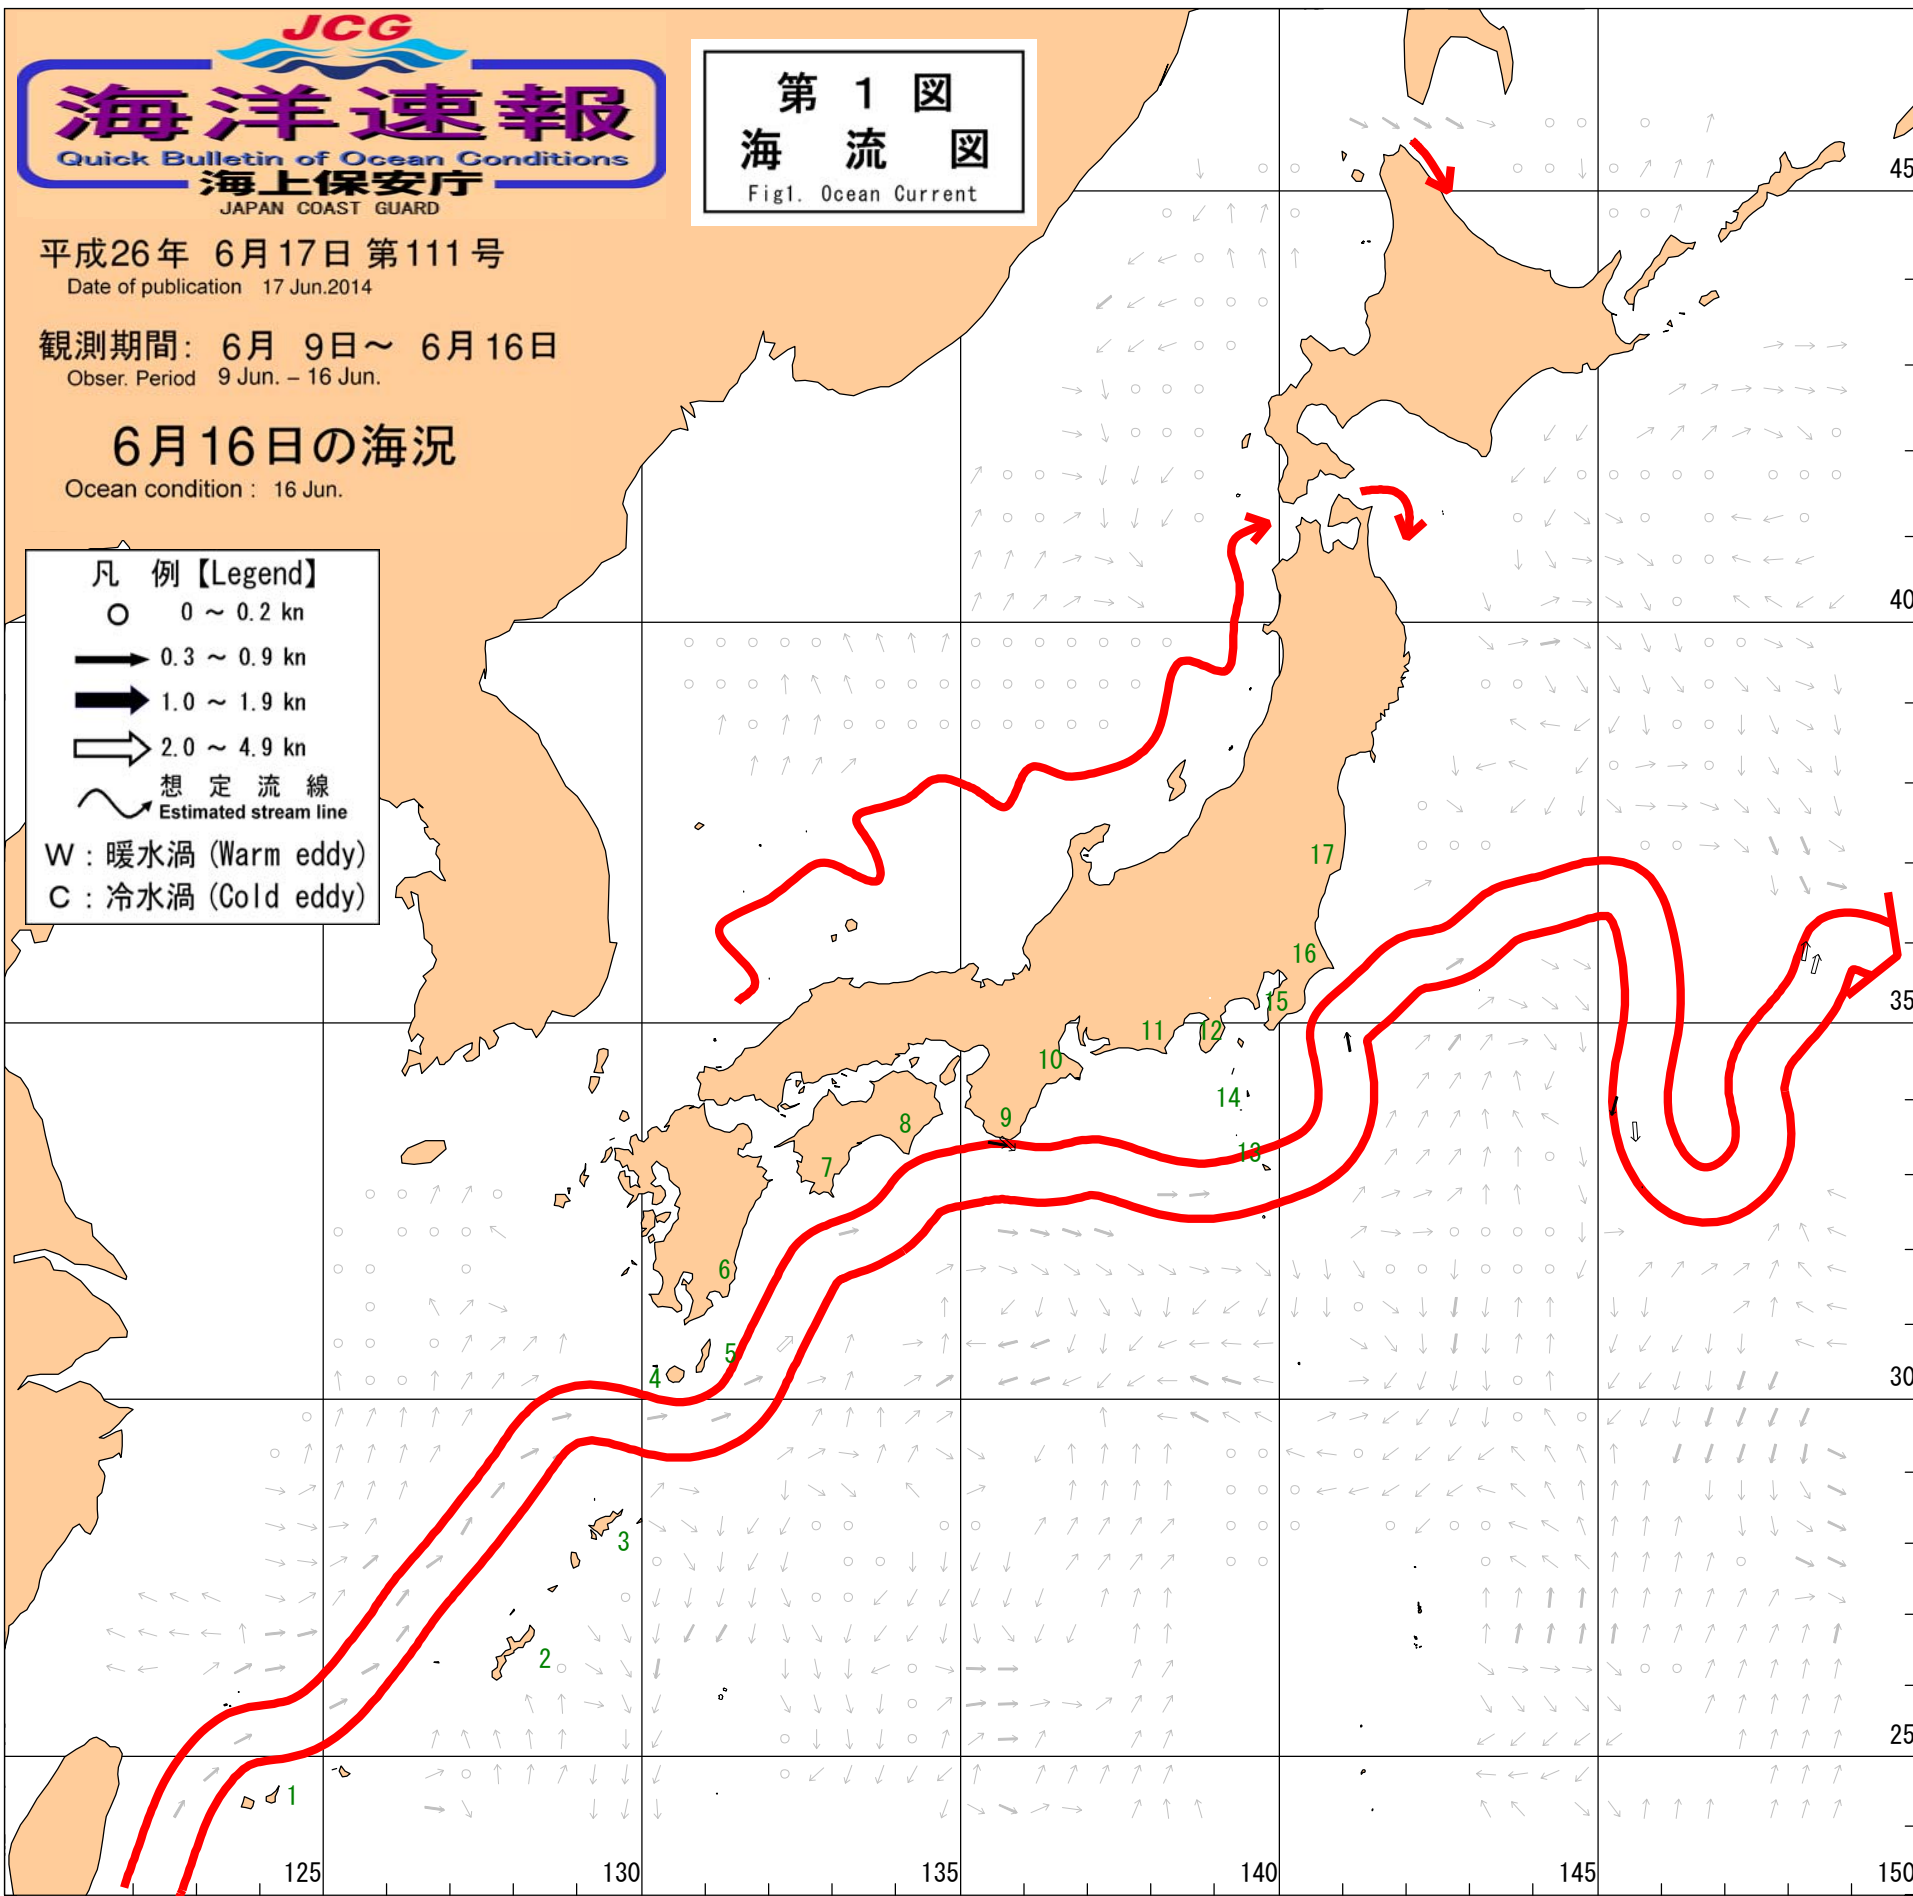 JCG
海洋速報
Quick Bulletin of Ocean Conditions
海上保安庁
JAPAN COAST GUARD
第 1 図
海 流 図
Fig1. Ocean Current
平成26年 6月17日 第111号
Date of publication 17 Jun.2014
観測期間: 6月 9日～ 6月16日
Obser. Period 9 Jun. – 16 Jun.
6月16日の海況
Ocean condition : 16 Jun.
凡 例【Legend】
0 ～ 0.2 kn
0.3 ～ 0.9 kn
1.0 ～ 1.9 kn
2.0 ～ 4.9 kn
想 定 流 線
Estimated stream line
W : 暖水渦 (Warm eddy)
C : 冷水渦 (Cold eddy)
45
40
17
16
15
35
11
12
10
14
9
8
13
7
6
5
4
30
3
2
25
1
125
130
135
140
145
150